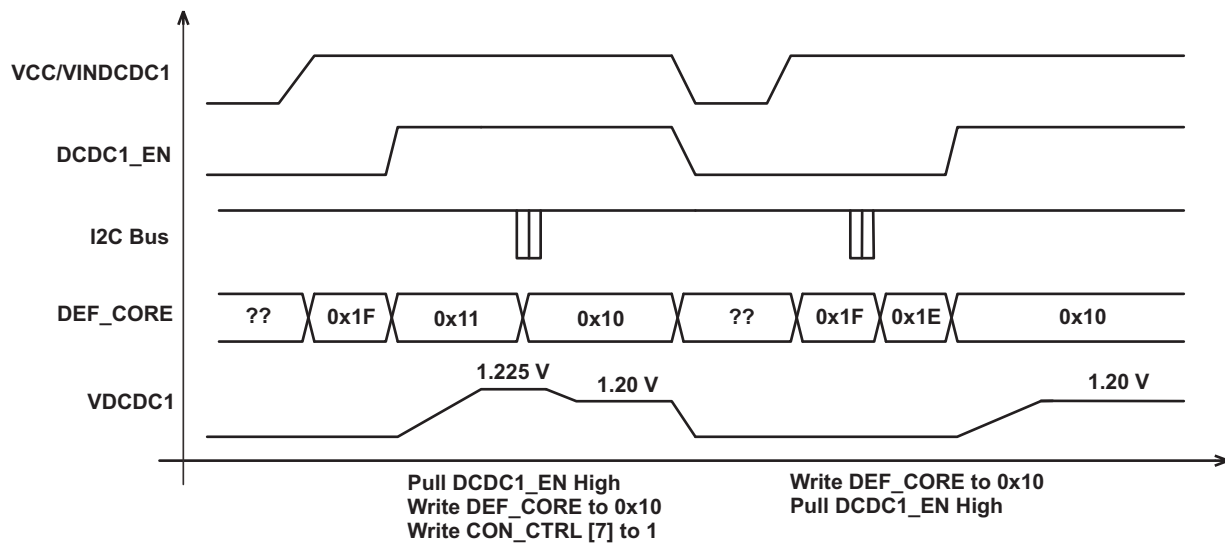 VCC/VINDCDC1
DCDC1_EN
I2C Bus
DEF_CORE ?? 0x1F 0x11 0x10 ?? 0x1F 0x1E 0x10
1.225 V 1.20 V 1.20 V
VDCDC1
Pull DCDC1_EN High
Write DEF_CORE to 0x10
Write CON_CTRL [7] to 1
Write DEF_CORE to 0x10
Pull DCDC1_EN High